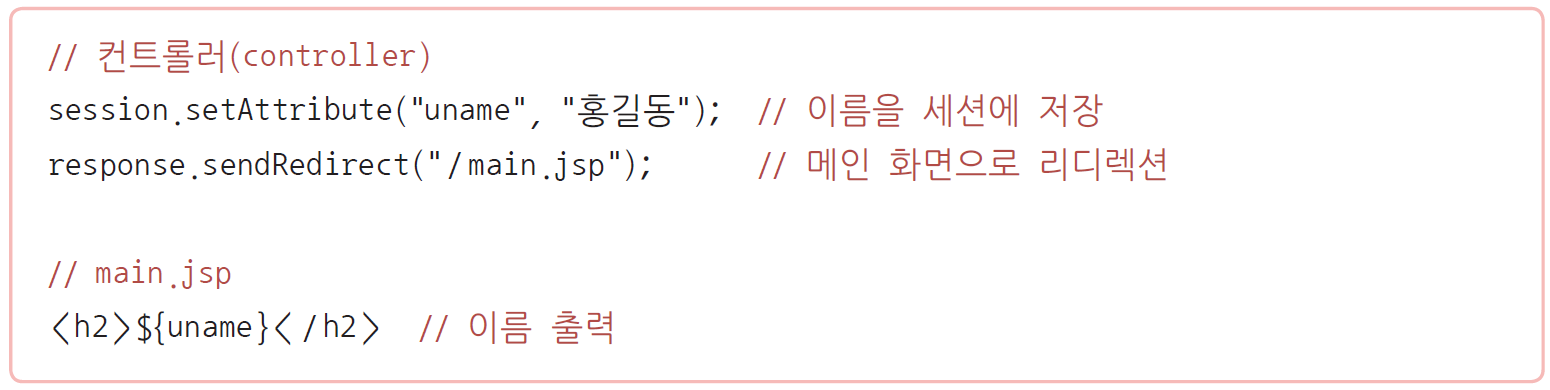 // 컨트롤러(controller)
session.setAttribute("uname", "홍길동");  // 이름을 세션에 저장
response.sendRedirect("/main.jsp");      // 메인 화면으로 리디렉션
// main.jsp
<h2>${uname}</h2>  // 이름 출력